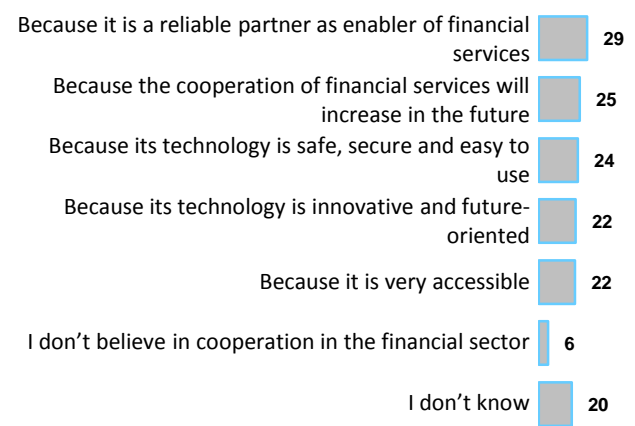 Because it is a reliable partner as enabler of financial
services
29
Because the cooperation of financial services will
increase in the future
25
Because its technology is safe, secure and easy to
use
24
Because its technology is innovative and future-
oriented
22
Because it is very accessible
22
I don’t believe in cooperation in the financial sector
6
I don’t know
20